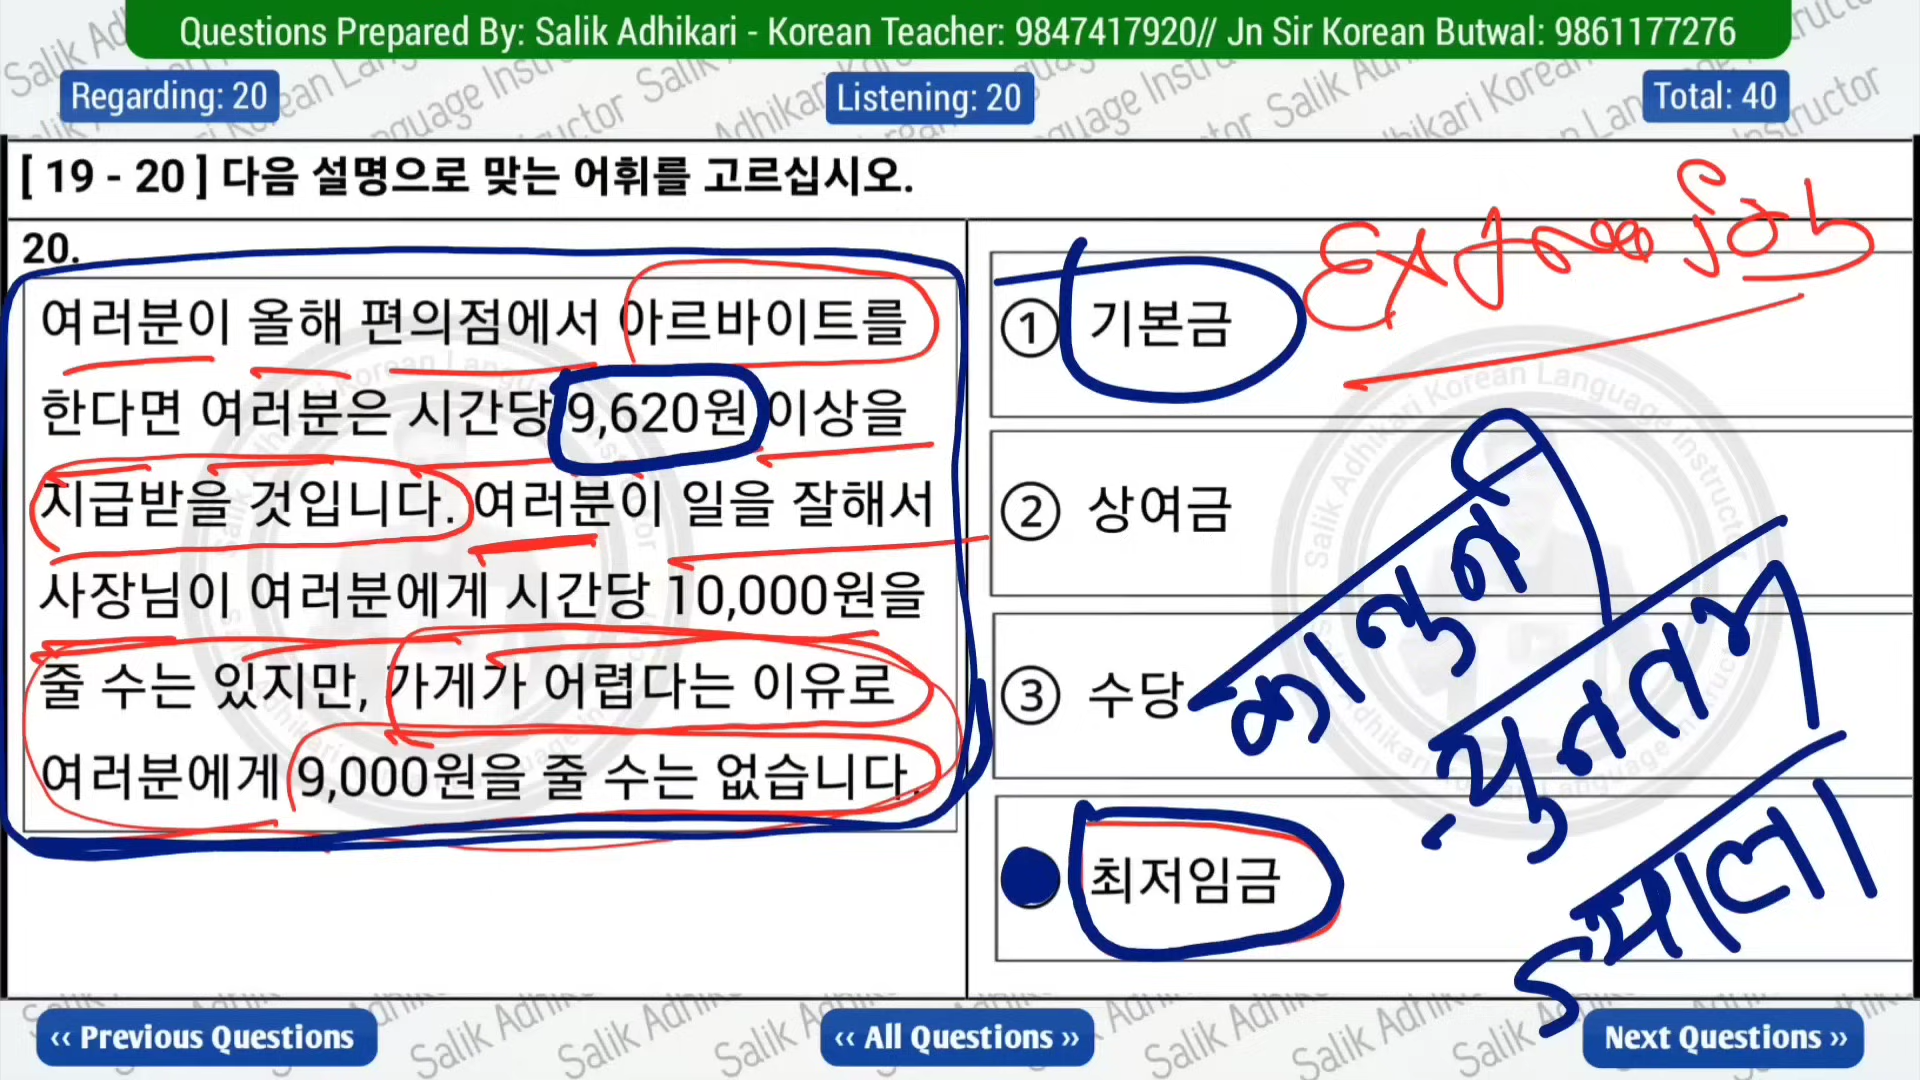 Questions Prepared By: Salik Adhikari - Korean Teacher: 9847417920// Jn Sir Korean Butwal: 9861177276
Regarding: 20
Listening: 20
Total: 40
[ 19 - 20 ] 다음 설명으로 맞는 어휘를 고르십시오.
20.
여러분이 올해 편의점에서 아르바이트를
한다면 여러분은 시간당 9,620원 이상을
지급받을 것입니다. 여러분이 일을 잘해서
사장님이 여러분에게 시간당 10,000원을
줄 수는 있지만, 가게가 어렵다는 이유로
여러분에게 9,000원을 줄 수는 없습니다.
① 기본금
② 상여금
③ 수당
최저임금
‹‹ Previous Questions
‹‹ All Questions ››
Next Questions ››